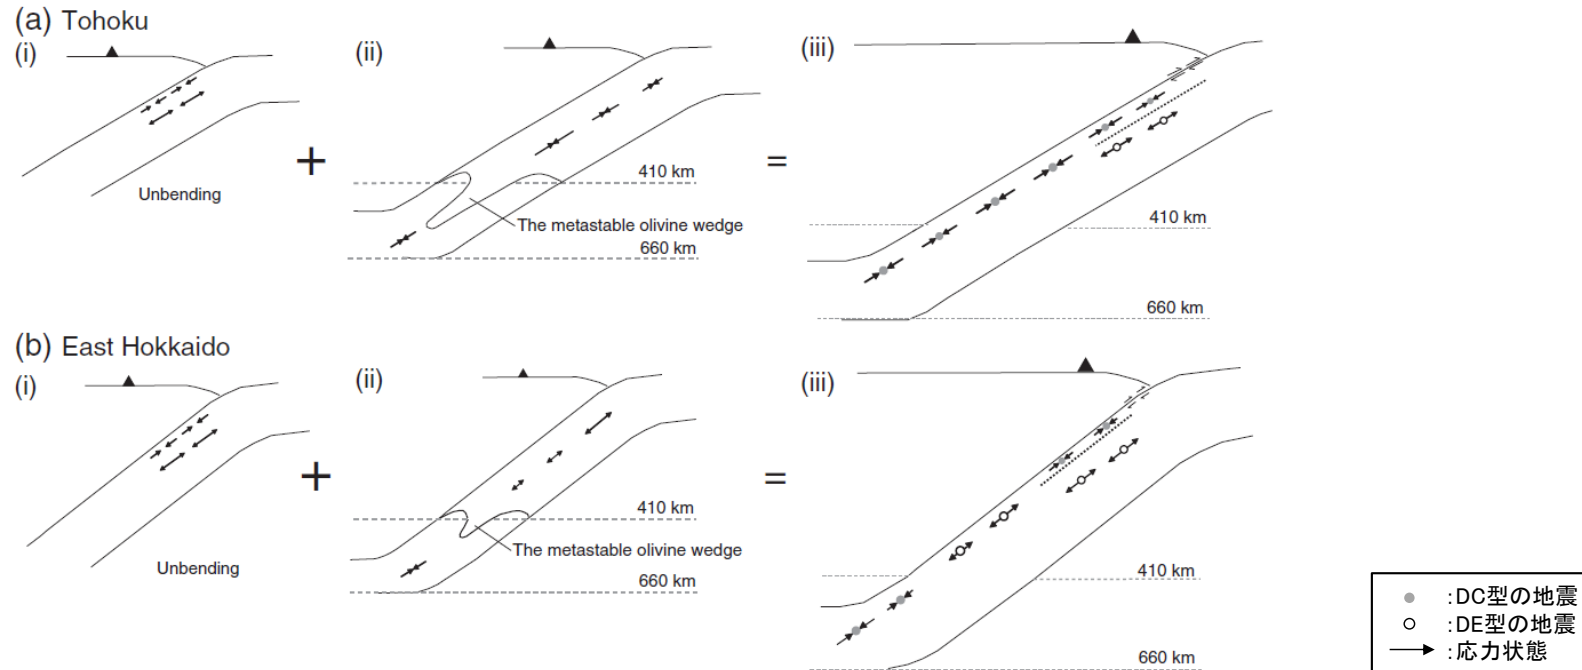 (a) Tohoku
(i)
(ii)
(iii)
Unbending
+
410 km
The metastable olivine wedge
660 km
=
410 km
660 km
(b) East Hokkaido
(i)
(ii)
(iii)
Unbending
+
410 km
The metastable olivine wedge
660 km
=
410 km
660 km
:DC型の地震
:DE型の地震
:応力状態